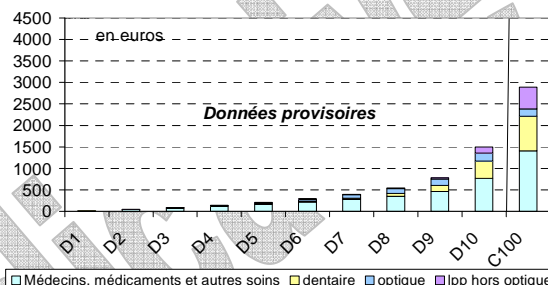 4500
en euros
4000
3500
3000
2500
Données provisoires
2000
1500
1000
500
0
D1 D2 D3 D4 D5 D6 D7 D8 D9 D10 C100
Médecins, médicaments et autres soins dentaire optique lpp hors optique